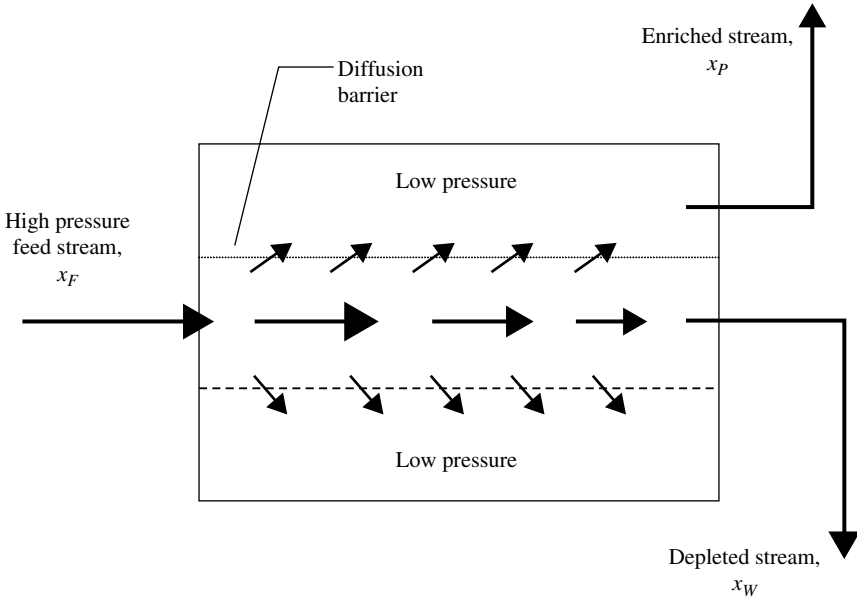 Enriched stream,
x_P
Diffusion
barrier
Low pressure
High pressure
feed stream,
x_F
Low pressure
Depleted stream,
x_W